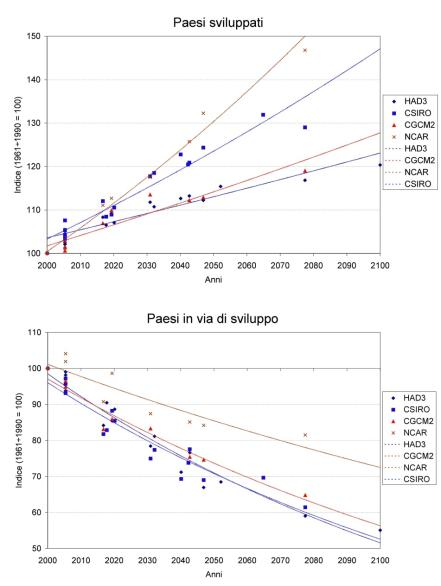 Paesi sviluppati
Indice (1961÷1990 = 100)
150
140
130
120
110
100
2000 2010 2020 2030 2040 2050 2060 2070 2080 2090 2100
Anni
HAD3
CSIRO
CGCM2
NCAR
HAD3
CGCM2
NCAR
CSIRO
Paesi in via di sviluppo
Indice (1961÷1990 = 100)
110
100
90
80
70
60
50
2000 2010 2020 2030 2040 2050 2060 2070 2080 2090 2100
Anni
HAD3
CSIRO
CGCM2
NCAR
HAD3
CGCM2
NCAR
CSIRO